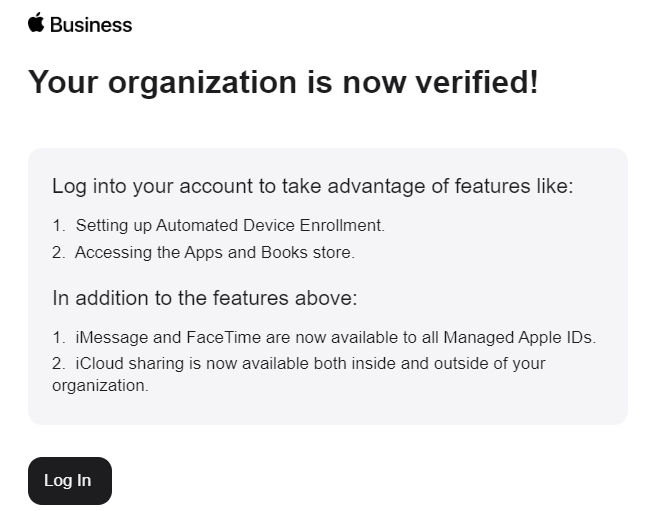 Business
Your organization is now verified!
Log into your account to take advantage of features like:
1. Setting up Automated Device Enrollment.
2. Accessing the Apps and Books store.
In addition to the features above:
1. iMessage and FaceTime are now available to all Managed Apple IDs.
2. iCloud sharing is now available both inside and outside of your
organization.
Log In